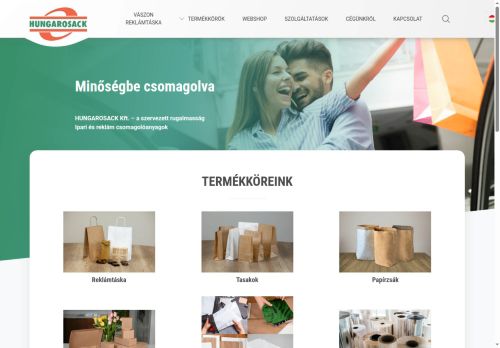 HUNGAROSACK
VÁSZON
REKLÁMTÁSKA
TERMÉKKÖRÖK
WEBSHOP
SZOLGÁLTATÁSOK
CÉGÜNKRŐL
KAPCSOLAT
Minőségbe csomagolva
HUNGAROSACK Kft. – a szervezett rugalmasság
Ipari és reklám csomagolóanyagok
TERMÉKKÖREINK
Reklámtáska
Tasakok
Papírzsák